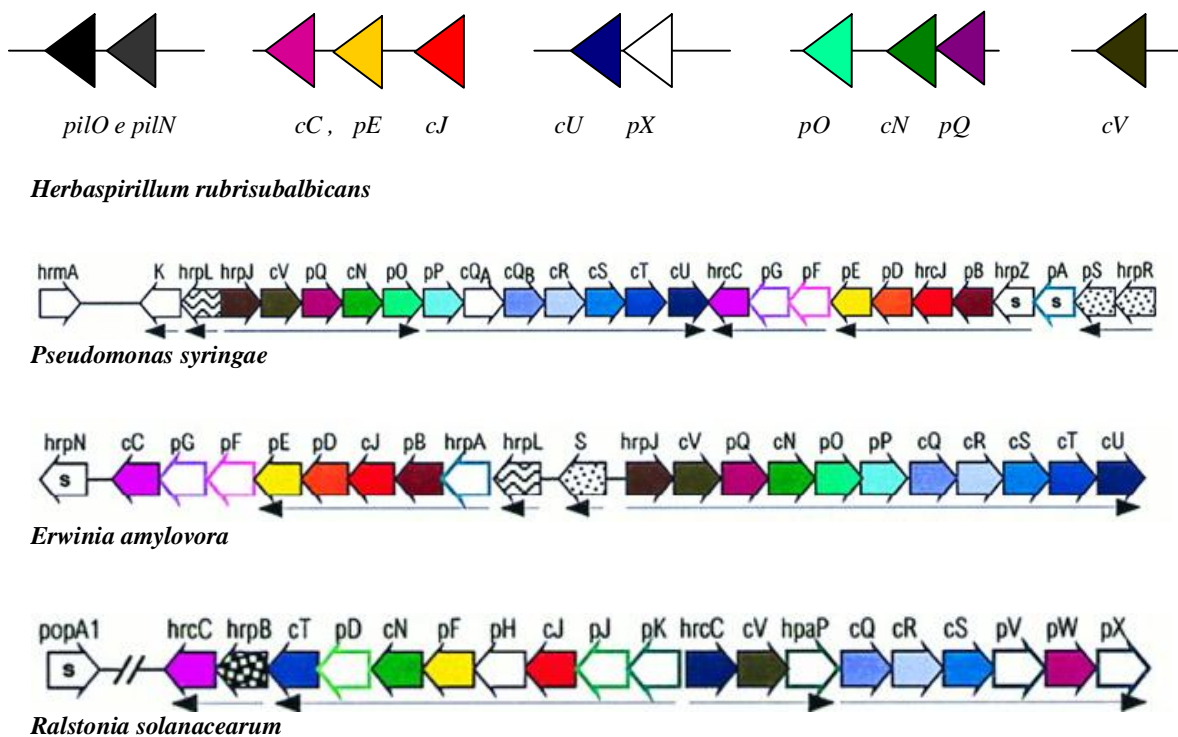 pilO e pilN cC , pE cJ cU pX pO cN pQ cV
Herbaspirillum rubrisubalbicans
hrmA K hrpL hrpJ cV pQ cN pO pP cQA cQB cR cS cT cU hrcC pG pF pE pD hrcJ pB hrpZ pA pS hrpR
s s
Pseudomonas syringae
hrpN cC pG pF pE pD cJ pB hrpA hrpL S hrpJ cV pQ cN pO pP cQ cR cS cT cU
s
Erwinia amylovora
popA1 hrcC hrpB cT pD cN pF pH cJ pJ pK hrcC cV hpaP cQ cR cS pV pW pX
s
Ralstonia solanacearum